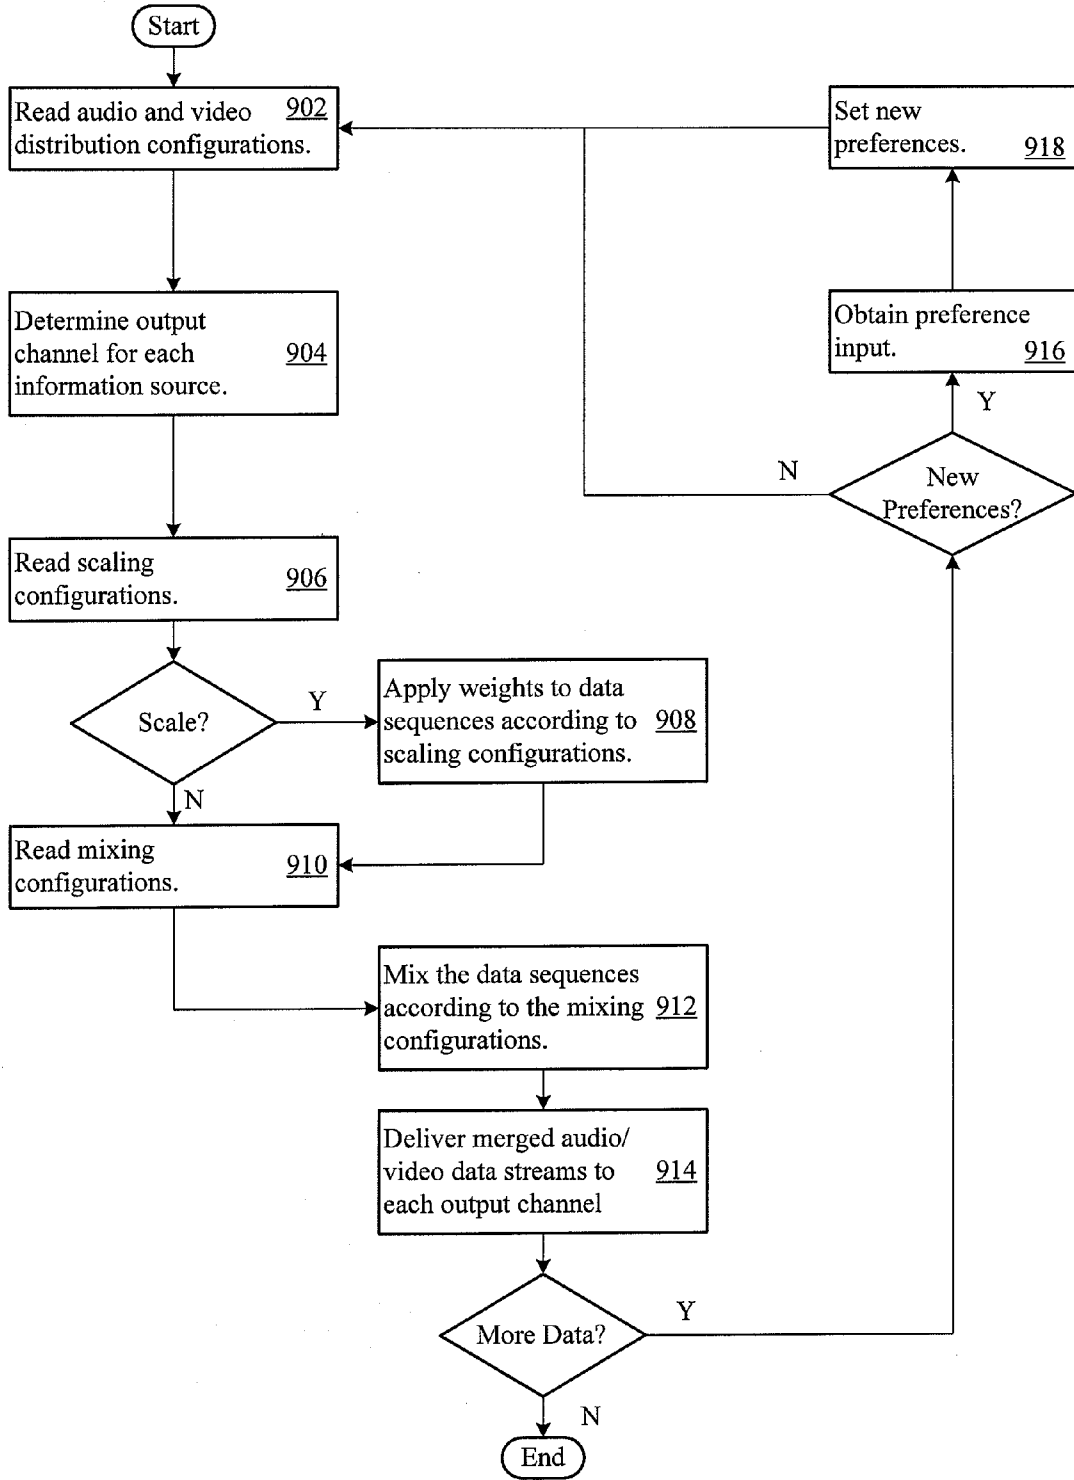 Start
Read audio and video 902
distribution configurations.
Set new
preferences. 918
Determine output
channel for each 904
information source.
Obtain preference
input. 916
Y
N
New
Preferences?
Read scaling 906
configurations.
Scale?
Y
Apply weights to data
sequences according to 908
scaling configurations.
N
Read mixing 910
configurations.
Mix the data sequences
according to the mixing 912
configurations.
Deliver merged audio/
video data streams to 914
each output channel
More Data?
Y
N
End